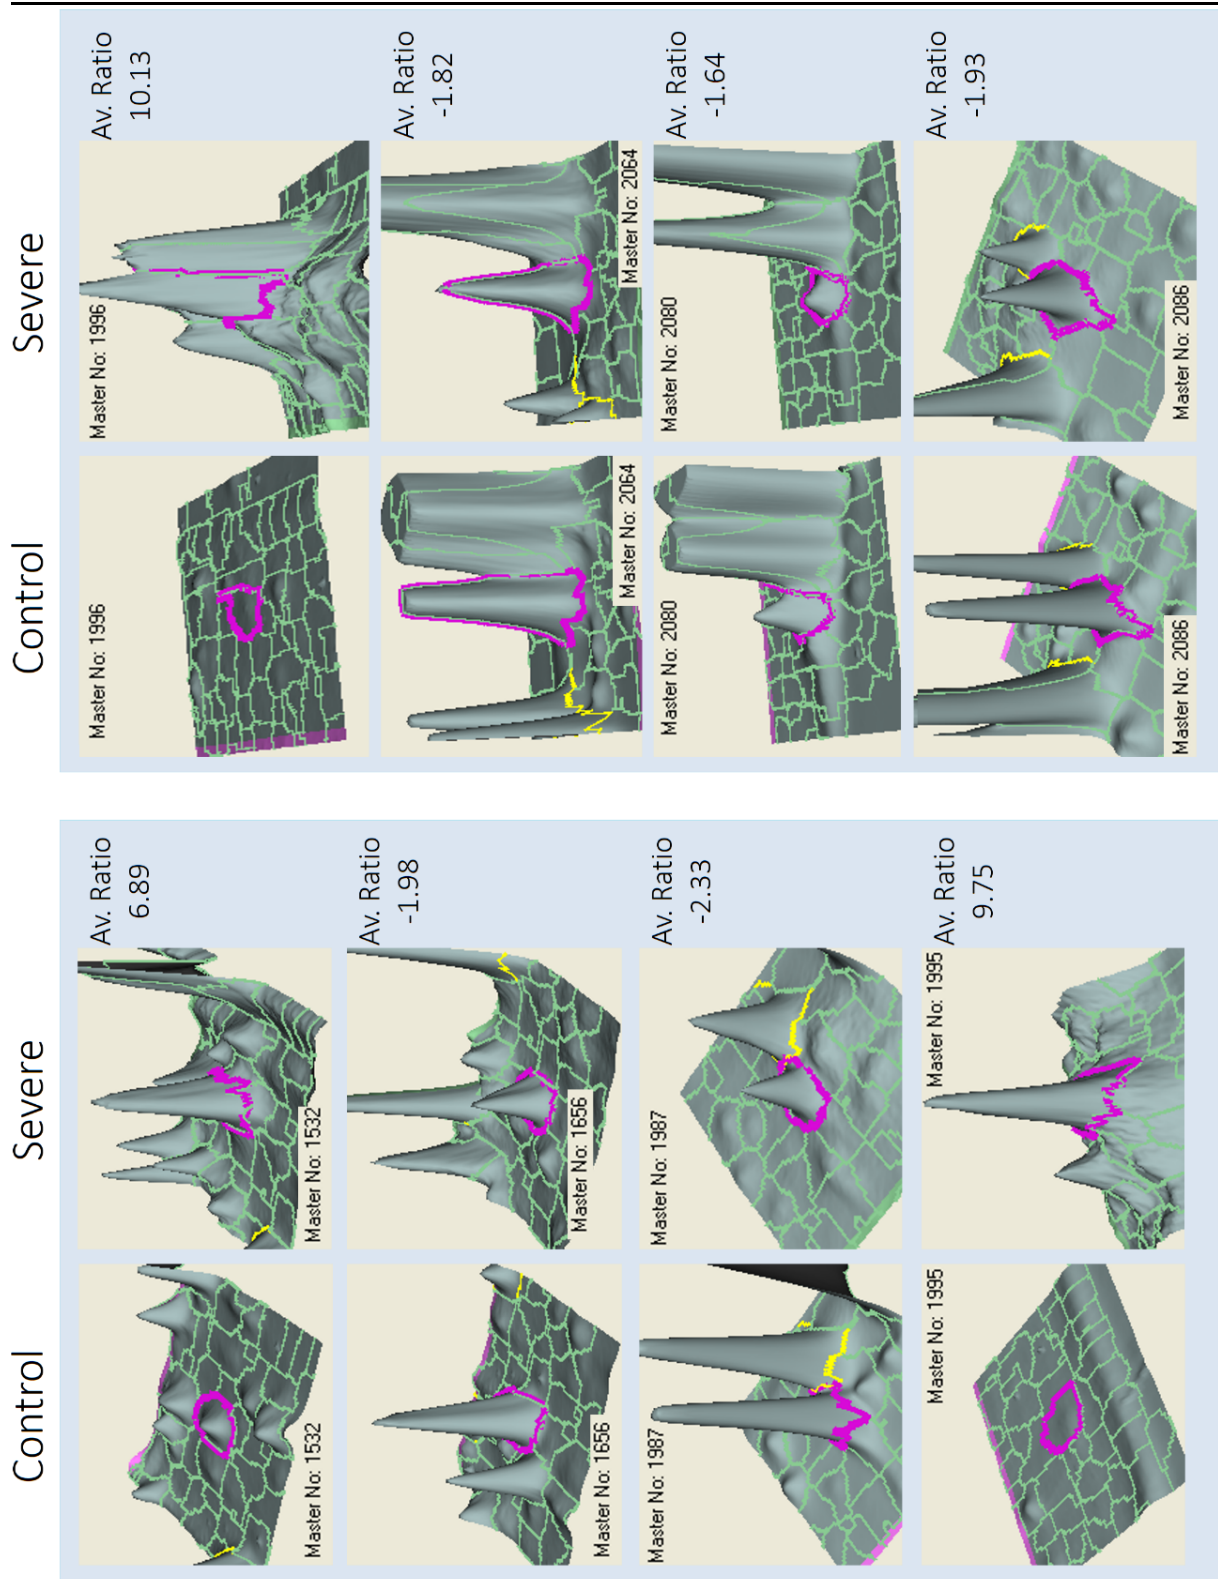 Control Severe
Master No: 1532
Master No: 1532
Av. Ratio
6.89
Master No: 1656
Master No: 1656
Av. Ratio
-1.98
Master No: 1987
Master No: 1987
Av. Ratio
-2.33
Master No: 1995
Master No: 1995
Av. Ratio
9.75
Control Severe
Master No: 1996
Master No: 1996
Av. Ratio
10.13
Master No: 2064
Master No: 2064
Av. Ratio
-1.82
Master No: 2080
Master No: 2080
Av. Ratio
-1.64
Master No: 2086
Master No: 2086
Av. Ratio
-1.93